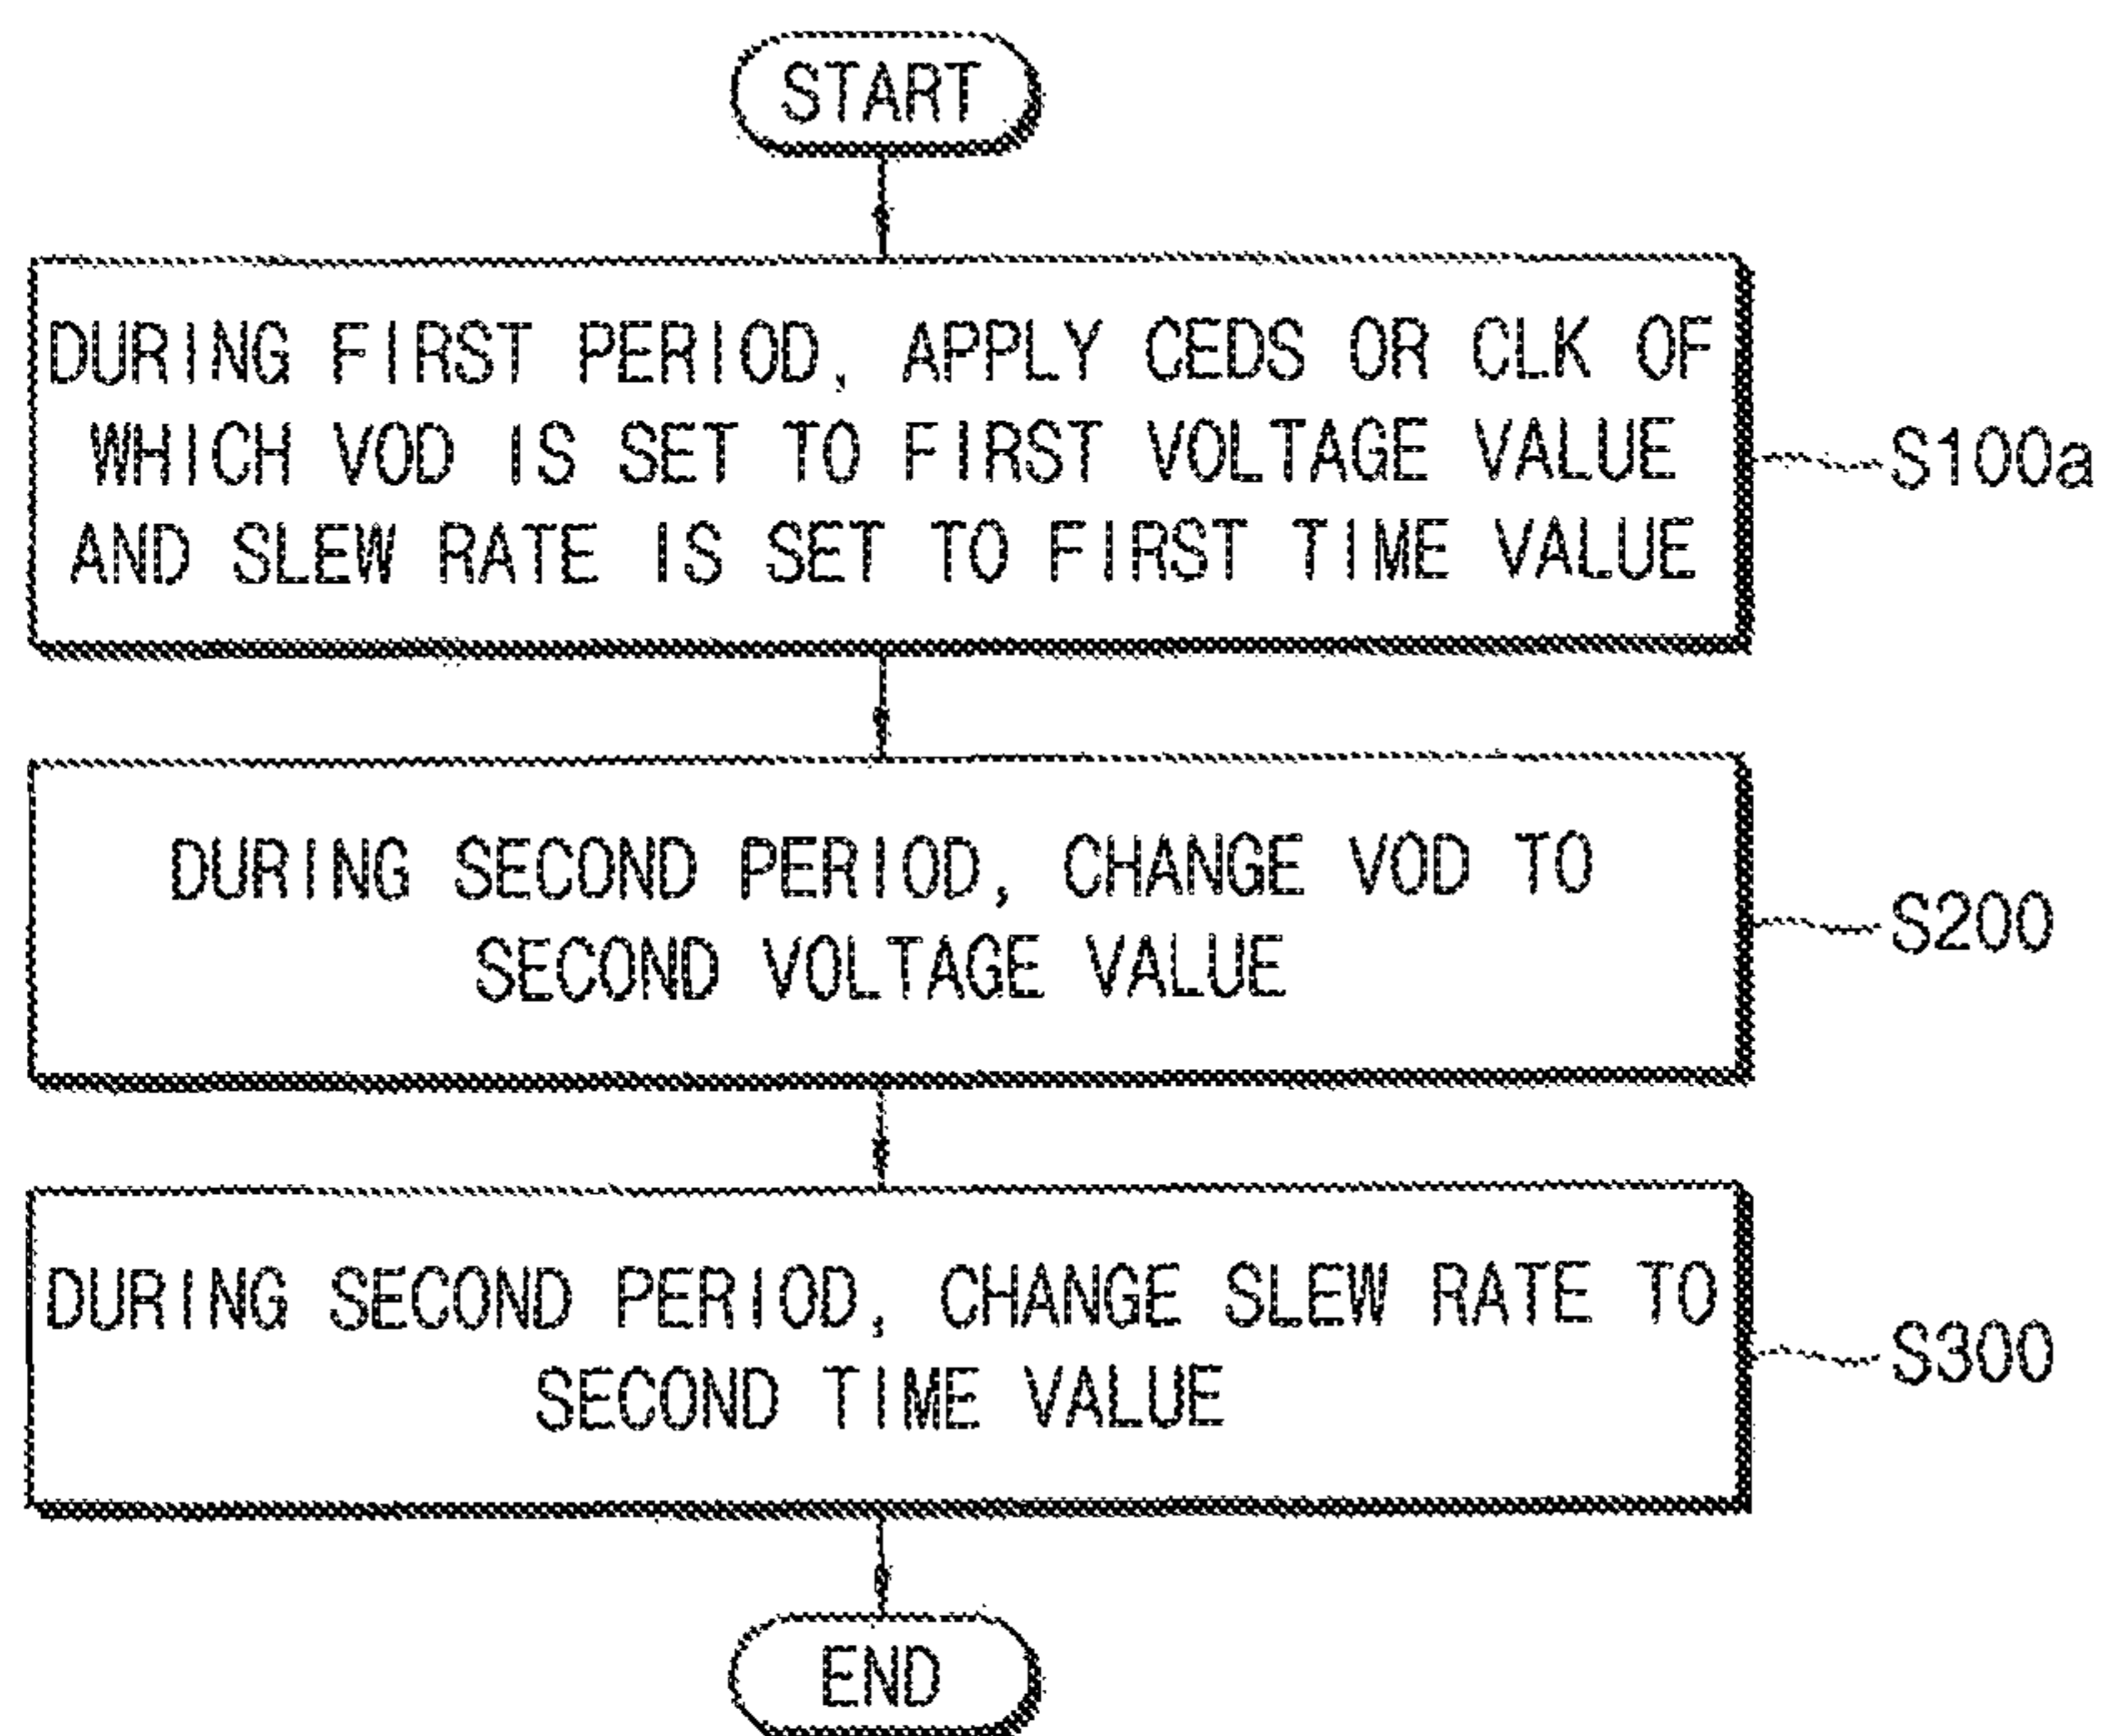 START
DURING FIRST PERIOD, APPLY CEDS OR CLK OF
WHICH VOD IS SET TO FIRST VOLTAGE VALUE
AND SLEW RATE IS SET TO FIRST TIME VALUE
S100a
DURING SECOND PERIOD, CHANGE VOD TO
SECOND VOLTAGE VALUE
S200
DURING SECOND PERIOD, CHANGE SLEW RATE TO
SECOND TIME VALUE
S300
END